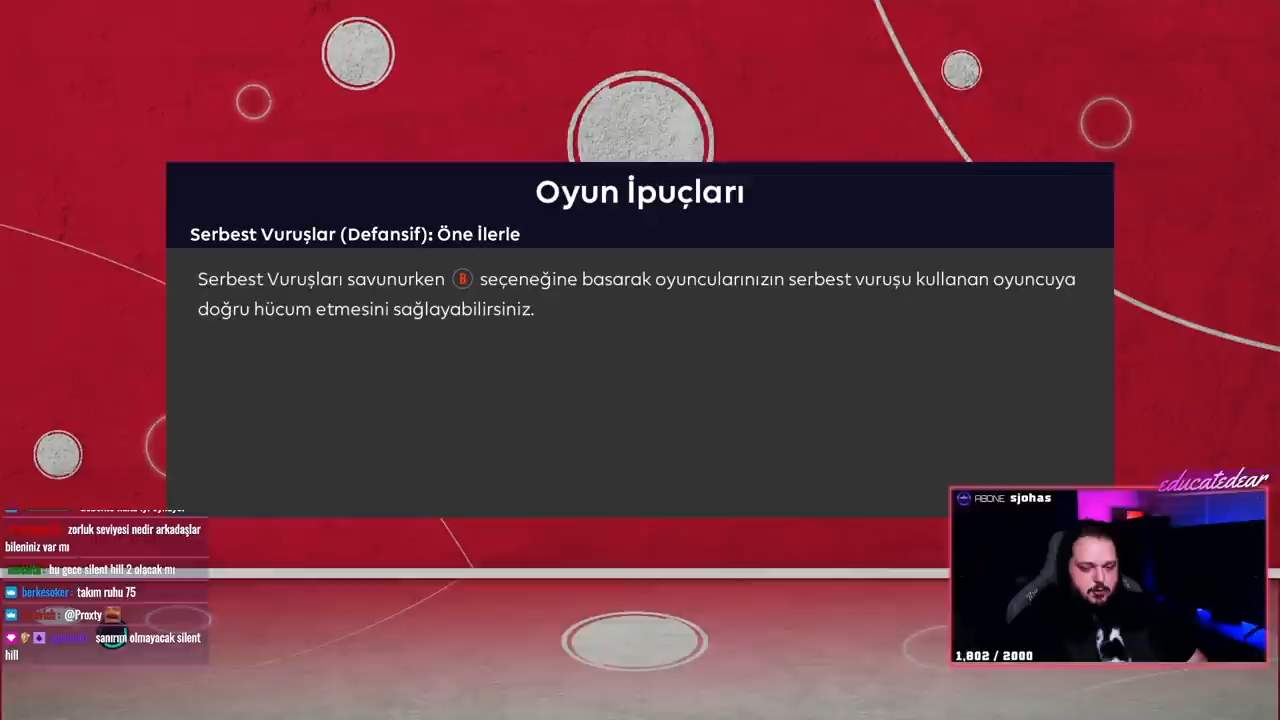 Oyun İpuçları
Serbest Vuruşlar (Defansif): Öne İlerle
Serbest Vuruşları savunurken B seçeneğine basarak oyuncularınızın serbest vuruşu kullanan oyuncuya
doğru hücum etmesini sağlayabilirsiniz.
zorluk seviyesi nedir arkadaşlar
bileniniz var mı
bu gece silent hill 2 olacak mı
berkesoker: takım ruhu 75
: @Proxty
sanırım olmayacak silent
hill
educatedear
ABONE sjohas
1,802 / 2000